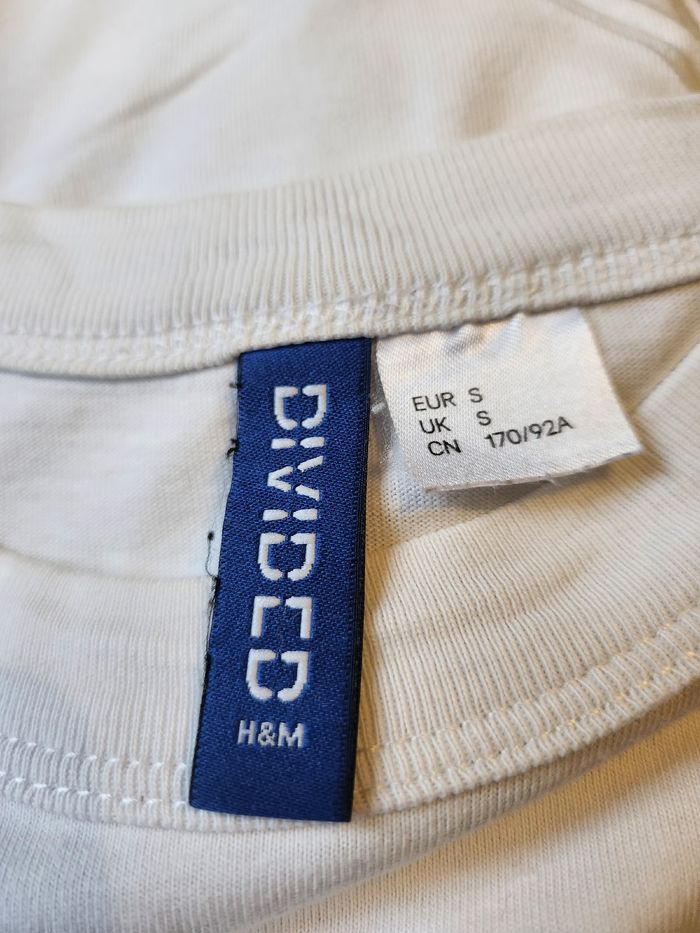 DIVIDED
H&M
EUR S
UK S
CN 170/92A